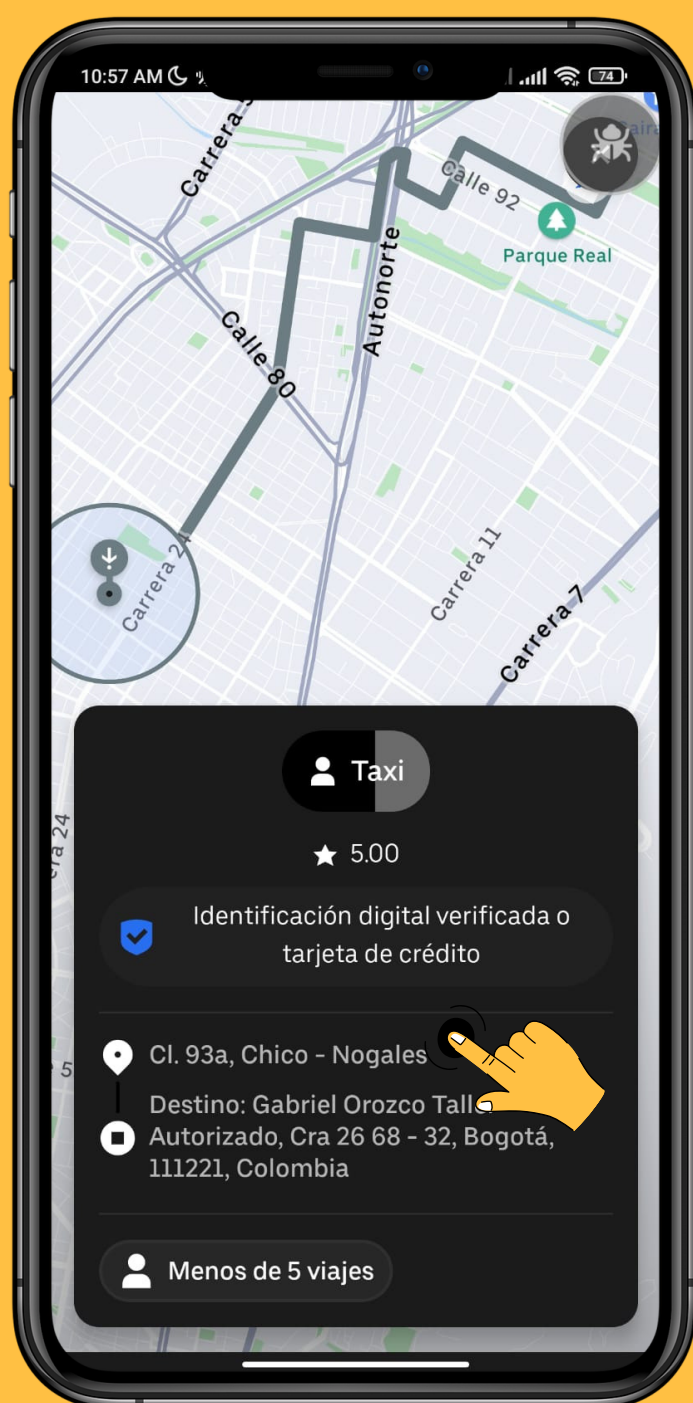 10:57 AM
74
Carrera
Calle 92
Parque Real
Autonorte
Calle 80
Carrera 24
Carrera 11
Carrera 7
Taxi
5.00
24
Identificación digital verificada o
tarjeta de crédito
5
Cl. 93a, Chico - Nogales
Destino: Gabriel Orozco
Autorizado, Cra 26 68 - 32, Bogotá,
111221, Colombia
Menos de 5 viajes